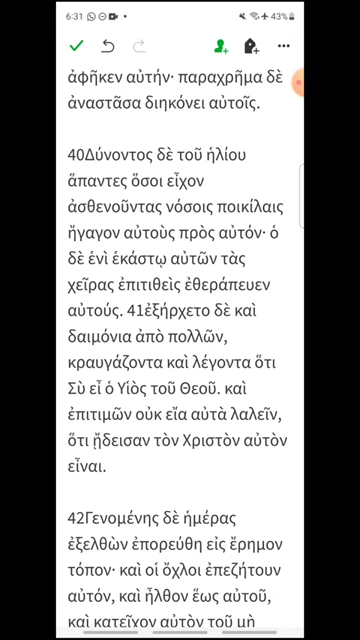 6:31
43%
ἀφῆκεν αὐτήν· παραχρῆμα δὲ
ἀναστᾶσα διηκόνει αὐτοῖς.
40Δύνοντος δὲ τοῦ ἡλίου
ἅπαντες ὅσοι εἶχον
ἀσθενοῦντας νόσοις ποικίλαις
ἤγαγον αὐτοὺς πρὸς αὐτόν· ὁ
δὲ ἑνὶ ἑκάστῳ αὐτῶν τὰς
χεῖρας ἐπιτιθεὶς ἐθεράπευεν
αὐτούς. 41ἐξήρχετο δὲ καὶ
δαιμόνια ἀπὸ πολλῶν,
κραυγάζοντα καὶ λέγοντα ὅτι
Σὺ εἶ ὁ Υἱὸς τοῦ Θεοῦ. καὶ
ἐπιτιμῶν οὐκ εἴα αὐτὰ λαλεῖν,
ὅτι ᾔδεισαν τὸν Χριστὸν αὐτὸν
εἶναι.
42Γενομένης δὲ ἡμέρας
ἐξελθὼν ἐπορεύθη εἰς ἔρημον
τόπον· καὶ οἱ ὄχλοι ἐπεζήτουν
αὐτόν, καὶ ἦλθον ἕως αὐτοῦ,
καὶ κατεῖχον αὐτὸν τοῦ μὴ